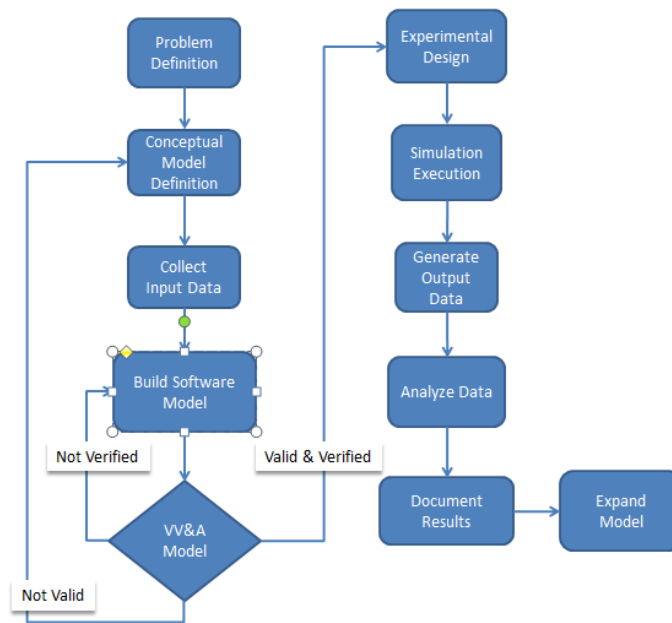 Problem
Definition
Conceptual
Model
Definition
Collect
Input Data
Build Software
Model
Not Verified
VV&A
Model
Not Valid
Valid & Verified
Experimental
Design
Simulation
Execution
Generate
Output
Data
Analyze Data
Document
Results
Expand
Model